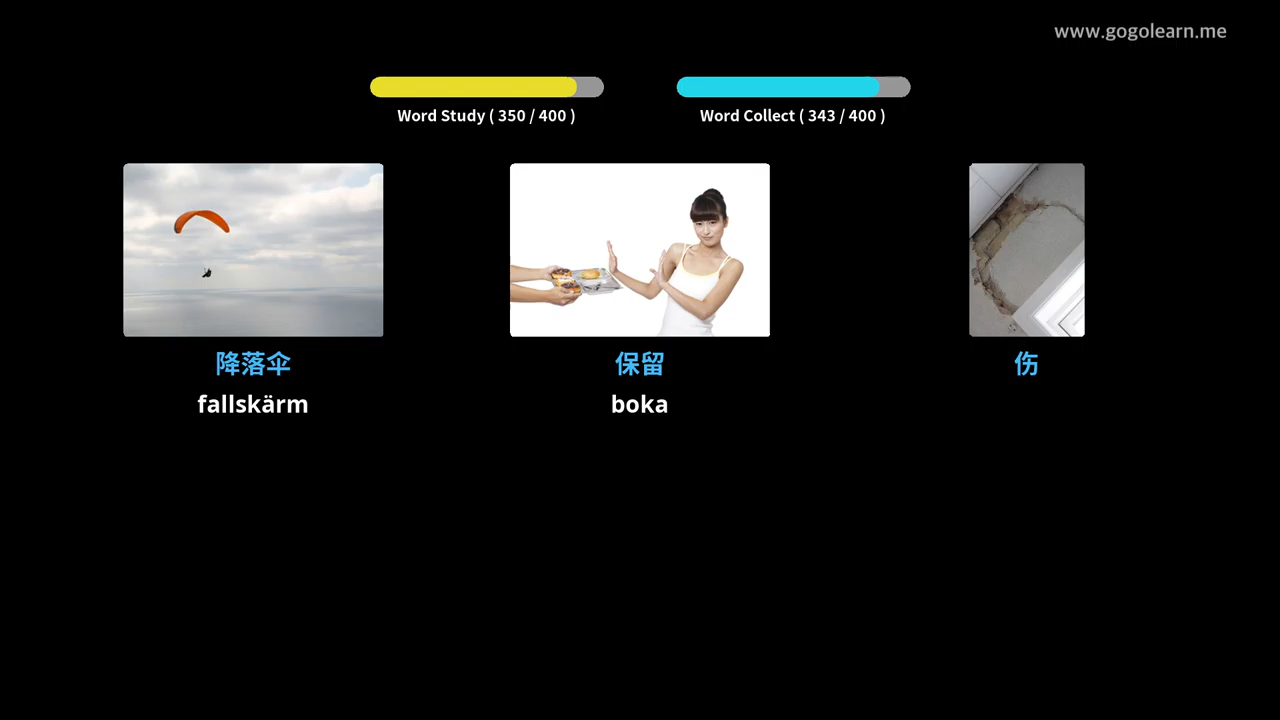 www.gogolearn.me
Word Study ( 350 / 400 )
Word Collect ( 343 / 400 )
降落伞
fallskärm
保留
boka
伤